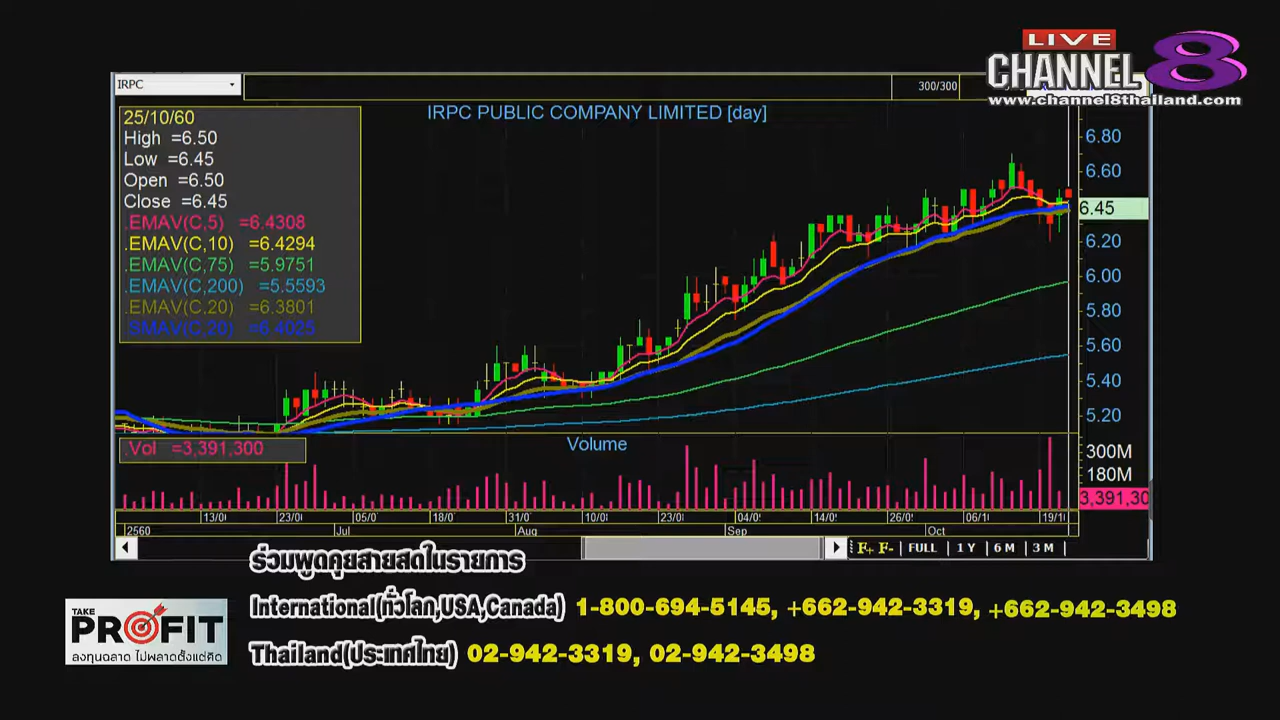 LIVE
CHANNEL 8
www.channel8thailand.com
IRPC
300/300
IRPC PUBLIC COMPANY LIMITED [day]
25/10/60
High =6.50
Low =6.45
Open =6.50
Close =6.45
.EMAV(C,5) =6.4308
.EMAV(C,10) =6.4294
.EMAV(C,75) =5.9751
.EMAV(C,200) =5.5593
.EMAV(C,20) =6.3801
.SMAV(C,20) =6.4025
6.80
6.60
6.45
6.20
6.00
5.80
5.60
5.40
5.20
.Vol =3,391,300
Volume
300M
180M
3,391,30
13/0 23/0 05/0 18/0 31/0 10/0 23/0 04/0 14/0 26/0 06/1 19/1
2560 Jul Aug Sep Oct
F+ F- FULL 1 Y 6 M 3 M
ร่วมพูดคุยสายสดในรายการ
International(ทั่วโลก,USA,Canada) 1-800-694-5145, +662-942-3319, +662-942-3498
Thailand(ประเทศไทย) 02-942-3319, 02-942-3498
TAKE
PROFIT
ลงทุนฉลาด ไม่พลาดตั้งแต่คิด